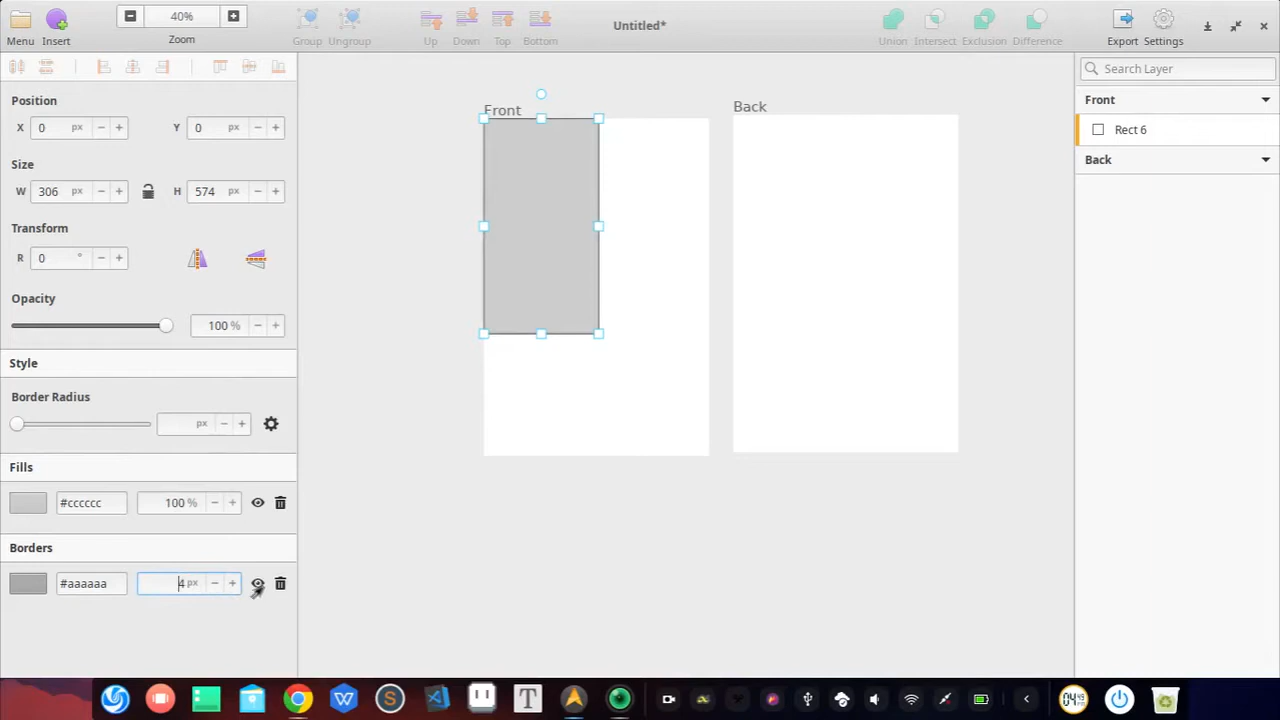 40%
Untitled*
Menu Insert Zoom Group Ungroup Up Down Top Bottom Union Intersect Exclusion Difference Export Settings
Position
X 0 px Y 0 px
Size
W 306 px H 574 px
Transform
R 0 °
Opacity
100 %
Style
Border Radius
px
Fills
#cccccc 100 %
Borders
#aaaaaa 4 px
Front
Back
Search Layer
Front
Rect 6
Back